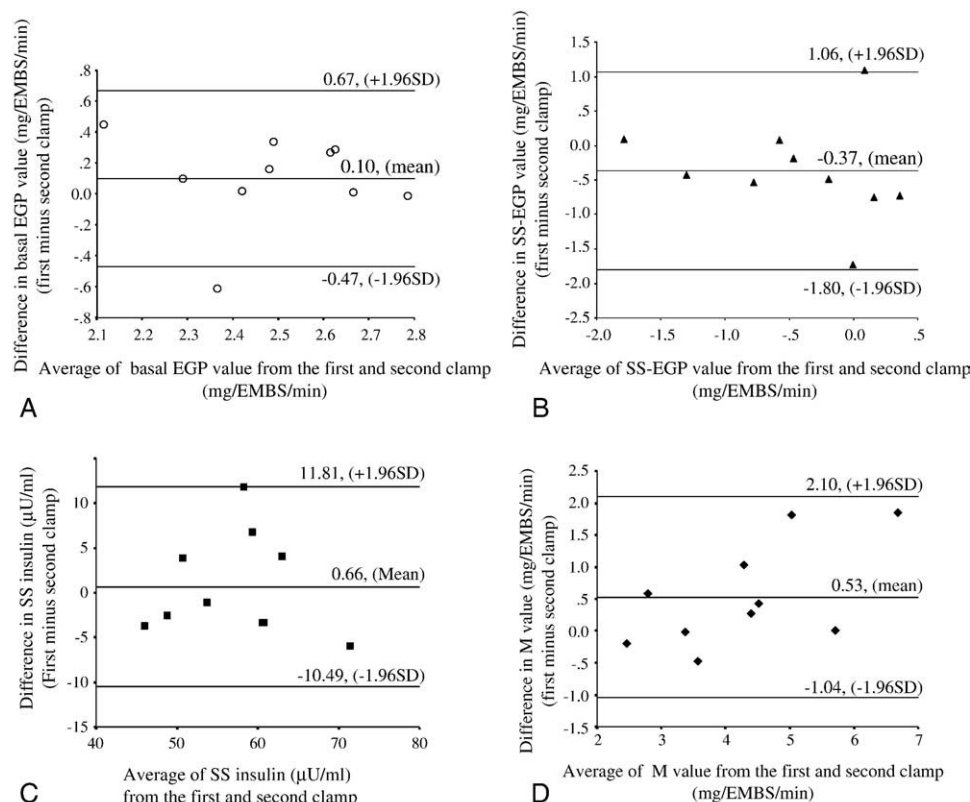 Difference in basal EGP value (mg/EMBS/min)
(first minus second clamp)
.8
.6
.4
.2
0.0
-.2
-.4
-.6
-.8
0.67, (+1.96SD)
0.10, (mean)
-0.47, (-1.96SD)
2.1 2.2 2.3 2.4 2.5 2.6 2.7 2.8
Average of basal EGP value from the first and second clamp
(mg/EMBS/min)
A
Difference in SS-EGP value (mg/EMBS/min)
(first minus second clamp)
1.5
1.0
.5
0.0
-.5
-1.0
-1.5
-2.0
-2.5
1.06, (+1.96SD)
-0.37, (mean)
-1.80, (-1.96SD)
-2.0 -1.5 -1.0 -.5 0.0 .5
Average of SS-EGP value from the first and second clamp
(mg/EMBS/min)
B
Difference in SS insulin (μU/ml)
(First minus second clamp)
10
5
0
-5
-10
-15
11.81, (+1.96SD)
0.66, (Mean)
-10.49, (-1.96SD)
40 50 60 70 80
Average of SS insulin (μU/ml)
from the first and second clamp
C
Difference in M value (mg/EMBS/min)
(first minus second clamp)
2.5
2.0
1.5
1.0
.5
0.0
-.5
-1.0
-1.5
2.10, (+1.96SD)
0.53, (mean)
-1.04, (-1.96SD)
2 3 4 5 6 7
Average of M value from the first and second clamp
(mg/EMBS/min)
D